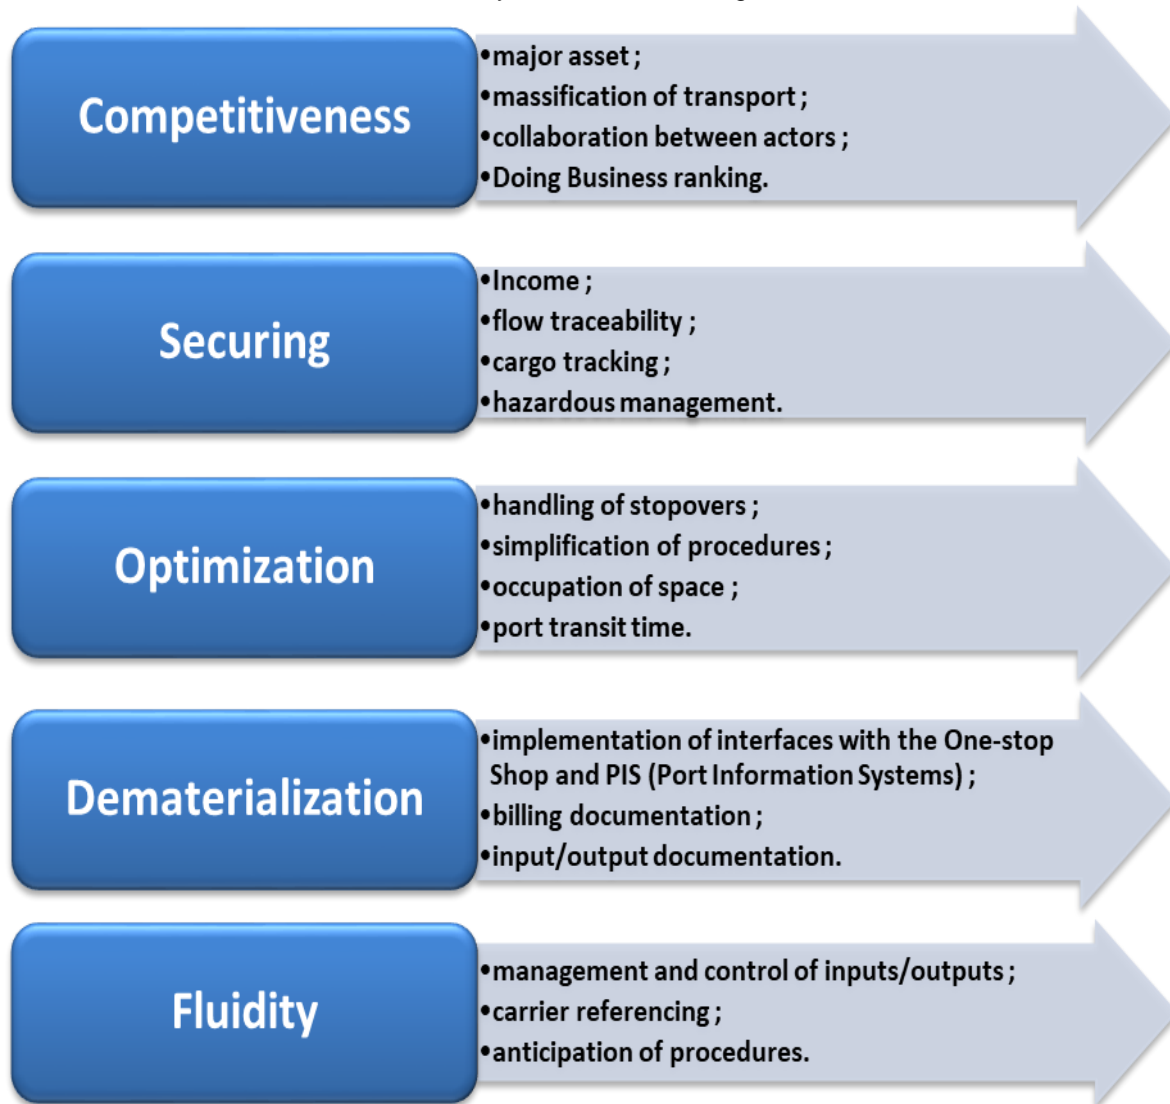 Competitiveness
•major asset ;
•massification of transport ;
•collaboration between actors ;
•Doing Business ranking.
Securing
•Income ;
•flow traceability ;
•cargo tracking ;
•hazardous management.
Optimization
•handling of stopovers ;
•simplification of procedures ;
•occupation of space ;
•port transit time.
Dematerialization
•implementation of interfaces with the One-stop
Shop and PIS (Port Information Systems) ;
•billing documentation ;
•input/output documentation.
Fluidity
•management and control of inputs/outputs ;
•carrier referencing ;
•anticipation of procedures.